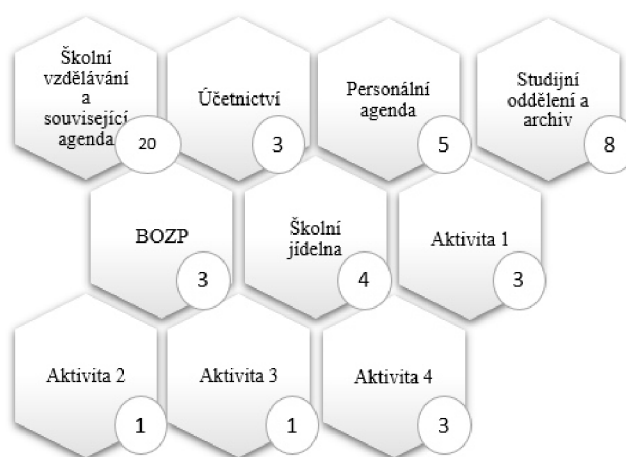 Školní
vzdělávání
a
související
agenda
20
Účetnictví
3
Personální
agenda
5
Studijní
oddělení a
archiv
8
BOZP
3
Školní
jídelna
4
Aktivita 1
3
Aktivita 2
1
Aktivita 3
1
Aktivita 4
3